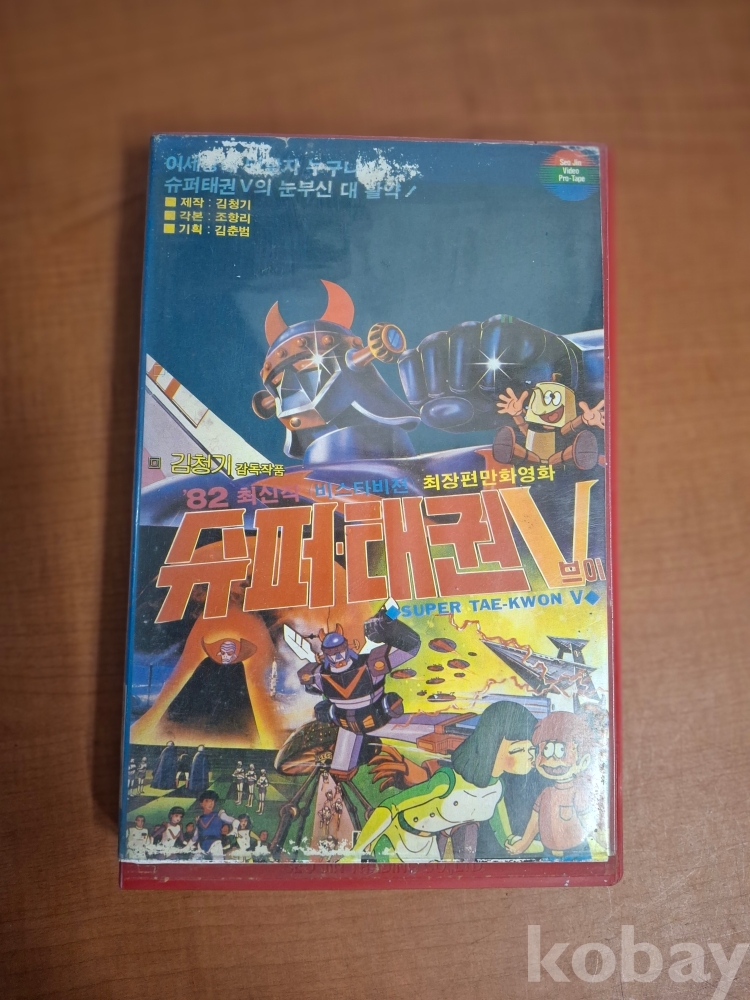 누구나
슈퍼태권V의 눈부신 대 활약!
제작 : 김청기
각본 : 조항리
기획 : 김춘범
Seo Jin
Video
Pro-Tape
김청기 감독작품
'82 최신작 비스타비젼 최장편만화영화
슈퍼·태권V
브이
SUPER TAE-KWON V
kobay